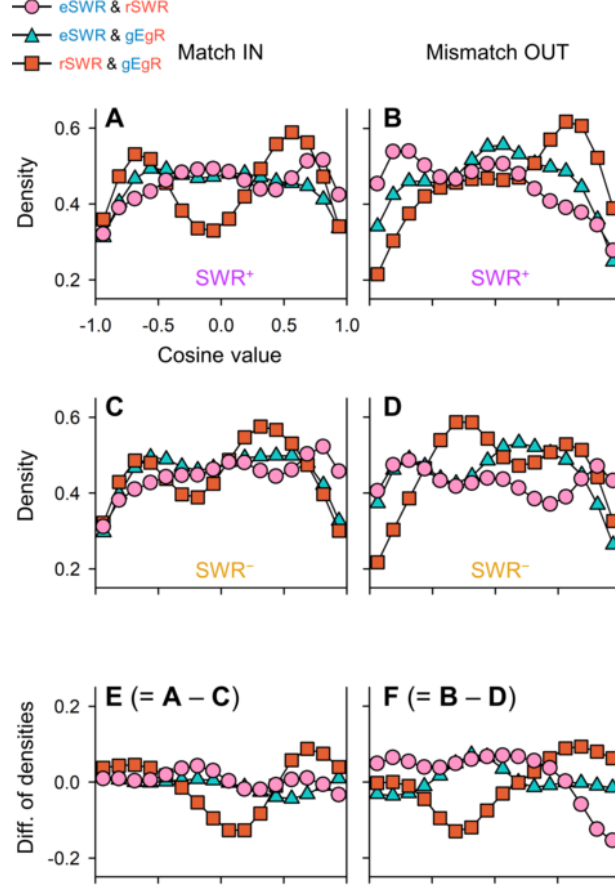 eSWR & rSWR
eSWR & gEgR
rSWR & gEgR
Match IN
Mismatch OUT
A
B
Density
0.6
0.4
0.2
SWR⁺
SWR⁺
-1.0 -0.5 0.0 0.5 1.0
Cosine value
C
D
Density
0.6
0.4
0.2
SWR⁻
SWR⁻
E (= A – C)
F (= B – D)
Diff. of densities
0.2
0.0
-0.2